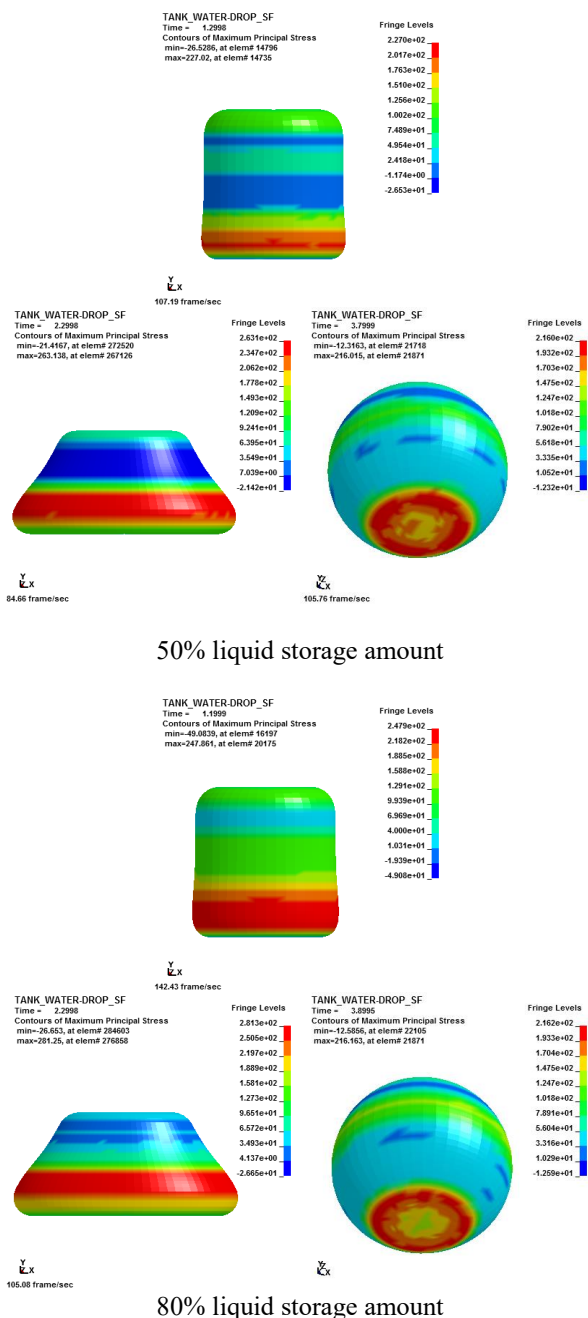 TANK_WATER-DROP_SF
Time = 1.2998
Contours of Maximum Principal Stress
min=-26.5286, at elem# 14796
max=227.02, at elem# 14735
Fringe Levels
2.270e+02
2.017e+02
1.763e+02
1.510e+02
1.256e+02
1.002e+02
7.489e+01
4.954e+01
2.418e+01
-1.174e+00
-2.653e+01
Y
Z X
107.19 frame/sec
TANK_WATER-DROP_SF
Time = 2.2998
Contours of Maximum Principal Stress
min=-21.4167, at elem# 272520
max=263.138, at elem# 267126
Fringe Levels
2.631e+02
2.347e+02
2.062e+02
1.778e+02
1.493e+02
1.209e+02
9.241e+01
6.395e+01
3.549e+01
7.039e+00
-2.142e+01
Y
Z X
84.66 frame/sec
TANK_WATER-DROP_SF
Time = 3.7999
Contours of Maximum Principal Stress
min=-12.3163, at elem# 21718
max=216.015, at elem# 21871
Fringe Levels
2.160e+02
1.932e+02
1.703e+02
1.475e+02
1.247e+02
1.018e+02
7.902e+01
5.618e+01
3.335e+01
1.052e+01
-1.232e+01
YZ
X
105.76 frame/sec
50% liquid storage amount
TANK_WATER-DROP_SF
Time = 1.1999
Contours of Maximum Principal Stress
min=-49.0839, at elem# 16197
max=247.861, at elem# 20175
Fringe Levels
2.479e+02
2.182e+02
1.885e+02
1.588e+02
1.291e+02
9.939e+01
6.969e+01
4.000e+01
1.031e+01
-1.939e+01
-4.908e+01
Y
Z X
142.43 frame/sec
TANK_WATER-DROP_SF
Time = 2.2998
Contours of Maximum Principal Stress
min=-26.653, at elem# 284603
max=281.25, at elem# 276858
Fringe Levels
2.813e+02
2.505e+02
2.197e+02
1.889e+02
1.581e+02
1.273e+02
9.651e+01
6.572e+01
3.493e+01
4.137e+00
-2.665e+01
Y
Z X
105.08 frame/sec
TANK_WATER-DROP_SF
Time = 3.8995
Contours of Maximum Principal Stress
min=-12.5856, at elem# 22105
max=216.163, at elem# 21871
Fringe Levels
2.162e+02
1.933e+02
1.704e+02
1.475e+02
1.247e+02
1.018e+02
7.891e+01
5.604e+01
3.316e+01
1.029e+01
-1.259e+01
YZ
X
80% liquid storage amount